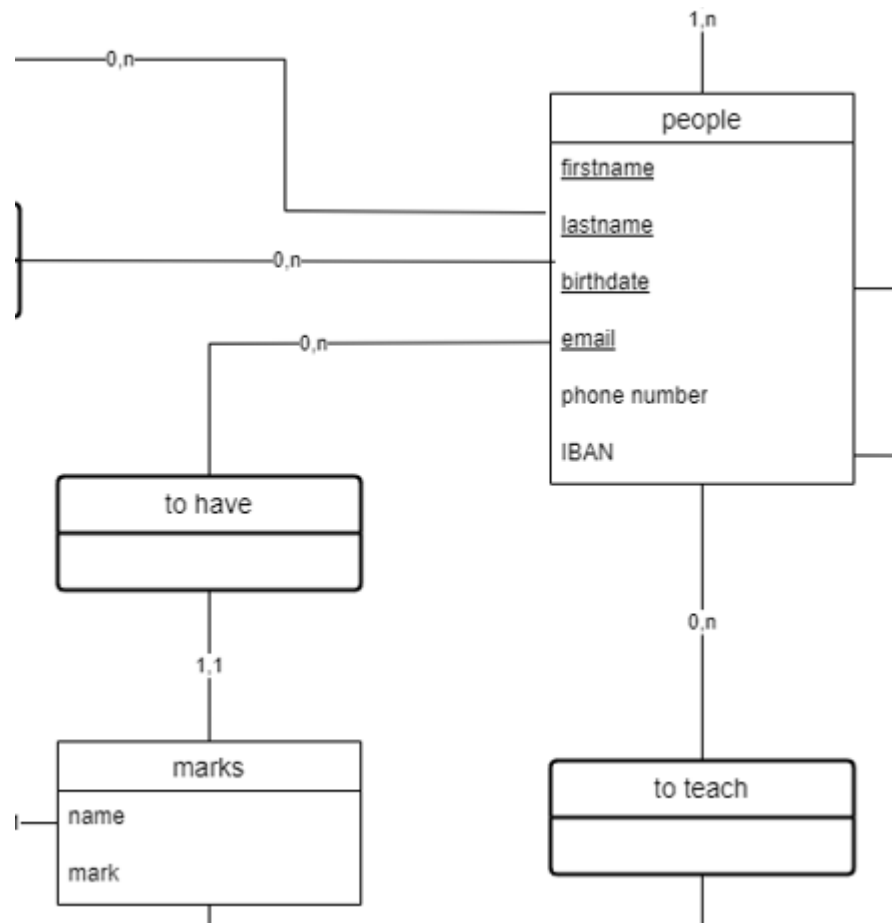 1,n
0,n
people
firstname
lastname
0,n
birthdate
0,n
email
phone number
IBAN
to have
0,n
1,1
marks
to teach
name
mark